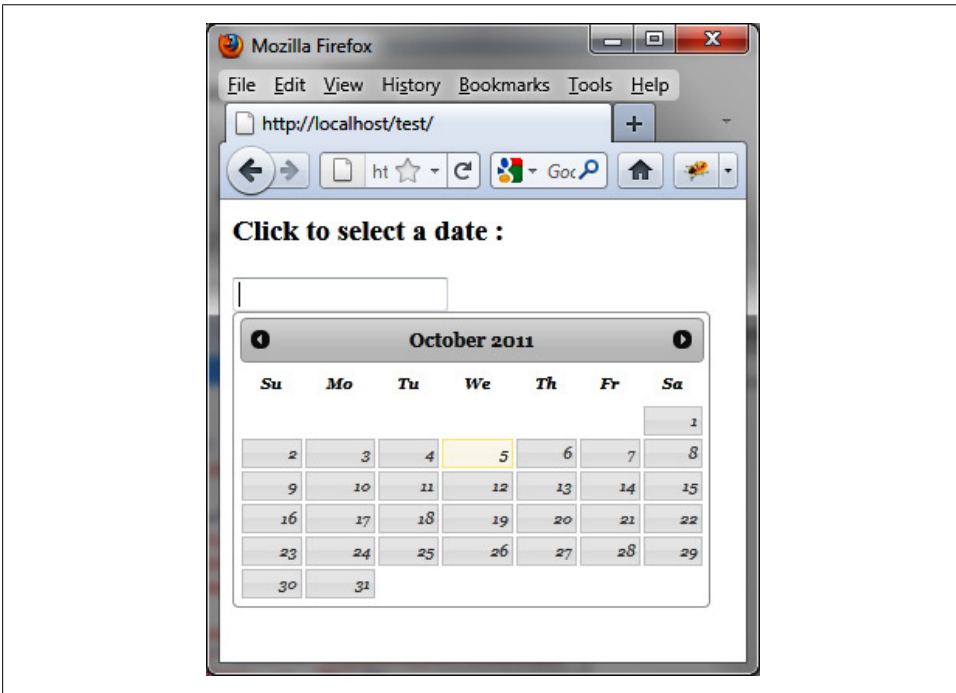 Mozilla Firefox
File Edit View History Bookmarks Tools Help
http://localhost/test/
ht Goo
Click to select a date :
October 2011
Su Mo Tu We Th Fr Sa
1
2 3 4 5 6 7 8
9 10 11 12 13 14 15
16 17 18 19 20 21 22
23 24 25 26 27 28 29
30 31